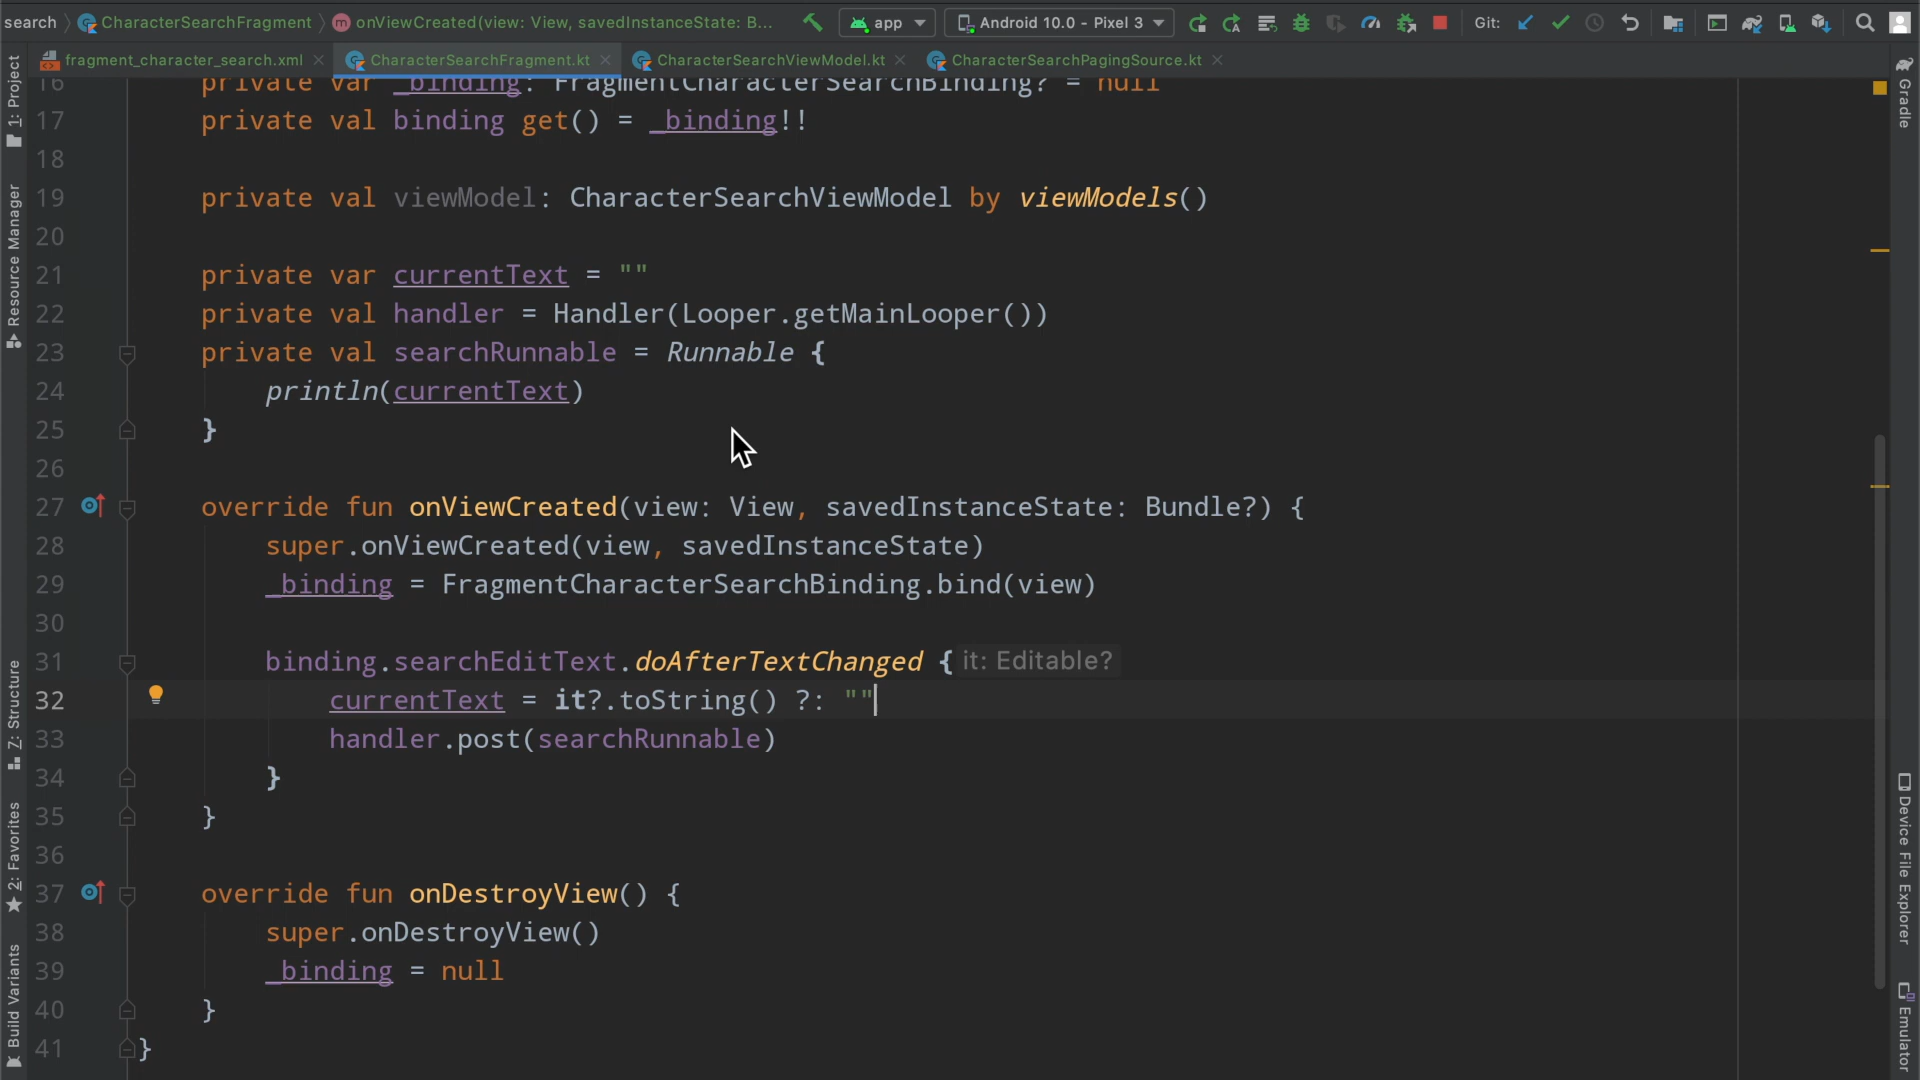 search CharacterSearchFragment m onViewCreated(view: View, savedInstanceState: B... app Android 10.0 - Pixel 3 Git:
fragment_character_search.xml CharacterSearchFragment.kt CharacterSearchViewModel.kt CharacterSearchPagingSource.kt
16 private var _binding: FragmentCharacterSearchBinding? = null
17 private val binding get() = _binding!!
18
19 private val viewModel: CharacterSearchViewModel by viewModels()
20
21 private var currentText = ""
22 private val handler = Handler(Looper.getMainLooper())
23 private val searchRunnable = Runnable {
24 println(currentText)
25 }
26
27 override fun onViewCreated(view: View, savedInstanceState: Bundle?) {
28 super.onViewCreated(view, savedInstanceState)
29 _binding = FragmentCharacterSearchBinding.bind(view)
30
31 binding.searchEditText.doAfterTextChanged { it: Editable?
32 currentText = it?.toString() ?: ""
33 handler.post(searchRunnable)
34 }
35 }
36
37 override fun onDestroyView() {
38 super.onDestroyView()
39 _binding = null
40 }
41 }
1: Project
Resource Manager
Z: Structure
2: Favorites
Build Variants
Gradle
Device File Explorer
Emulator